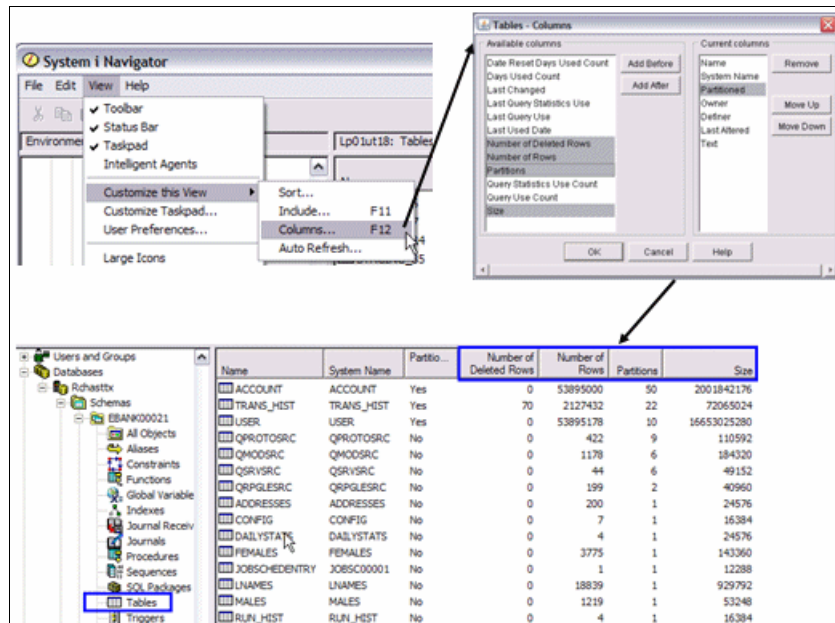 System i Navigator
File Edit View Help
Toolbar
Status Bar
Taskpad
Intelligent Agents
Customize this View
Customize Taskpad...
User Preferences...
Large Icons
Sort...
Include... F11
Columns... F12
Auto Refresh...
Lp01ut18: Tables
Tables - Columns
Available columns
Date Reset Days Used Count
Days Used Count
Last Changed
Last Query Statistics Use
Last Query Use
Last Used Date
Number of Deleted Rows
Number of Rows
Partitions
Query Statistics Use Count
Query Use Count
Size
Add Before
Add After
Current columns
Name
System Name
Partitioned
Owner
Definer
Last Altered
Text
Remove
Move Up
Move Down
OK Cancel Help
Users and Groups
Databases
Rchasttx
Schemas
EBANK00021
All Objects
Aliases
Constraints
Functions
Global Variable
Indexes
Journal Receiv
Journals
Procedures
Sequences
SQL Packages
Tables
Triggers
Name System Name Partitio... Number of Deleted Rows Number of Rows Partitions Size
ACCOUNT ACCOUNT Yes 0 53895000 50 2001842176
TRANS_HIST TRANS_HIST Yes 70 2127432 22 72065024
USER USER Yes 0 53895178 10 16653025280
QPROTOSRC QPROTOSRC No 0 422 9 110592
QMODSRC QMODSRC No 0 1178 6 184320
QSRVSRC QSRVSRC No 0 44 6 49152
QRPGLESRC QRPGLESRC No 0 199 2 40960
ADDRESSES ADDRESSES No 0 200 1 24576
CONFIG CONFIG No 0 7 1 16384
DAILYSTATS DAILYSTATS No 0 4 1 24576
FEMALES FEMALES No 0 3775 1 143360
JOBSCHEDENTRY JOBSC00001 No 0 1 1 12288
LNAMES LNAMES No 0 18839 1 929792
MALES MALES No 0 1219 1 53248
RUN_HIST RUN_HIST No 0 4 1 16384